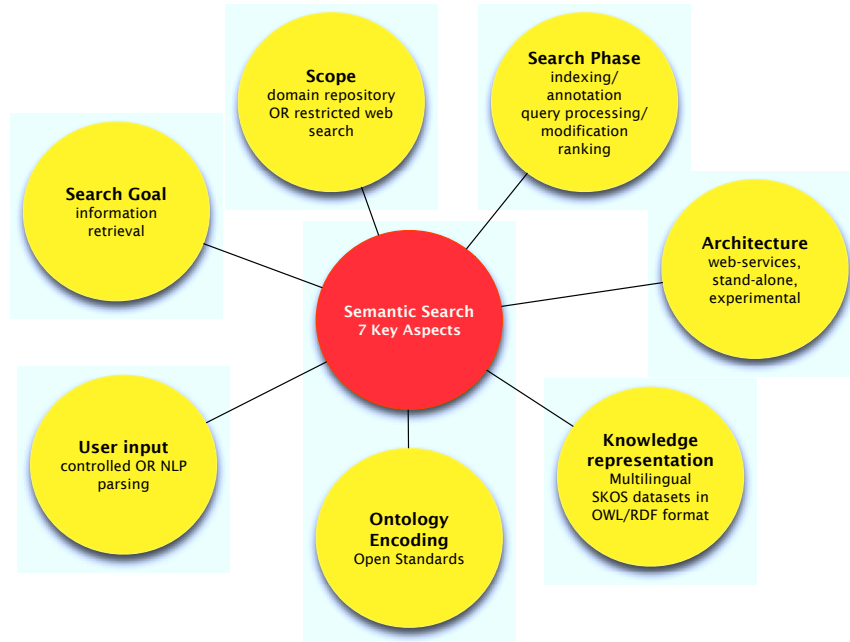 Scope
domain repository
OR restricted web
search
Search Phase
indexing/
annotation
query processing/
modification
ranking
Search Goal
information
retrieval
Architecture
web-services,
stand-alone,
experimental
Semantic Search
7 Key Aspects
User input
controlled OR NLP
parsing
Knowledge
representation
Multilingual
SKOS datasets in
OWL/RDF format
Ontology
Encoding
Open Standards